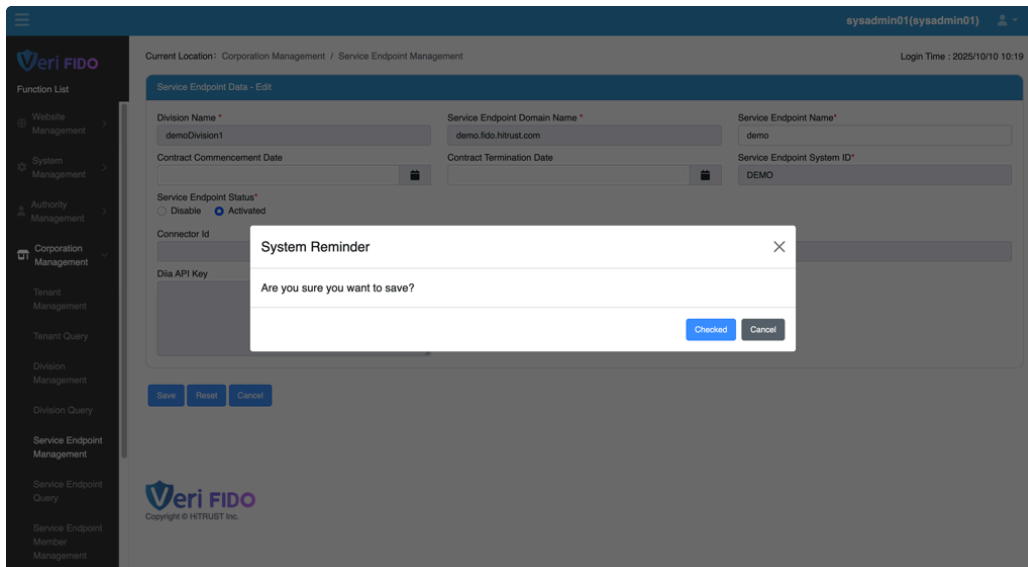 sysadmin01(sysadmin01)
Veri FIDO
Function List
Website Management
System Management
Authority Management
Corporation Management
Tenant Management
Tenant Query
Division Management
Division Query
Service Endpoint Management
Service Endpoint Query
Service Endpoint Member Management
Current Location: Corporation Management / Service Endpoint Management
Login Time : 2025/10/10 10:19
Service Endpoint Data - Edit
Division Name *
demoDivision1
Service Endpoint Domain Name *
demo.fido.hitrust.com
Service Endpoint Name*
demo
Contract Commencement Date
Contract Termination Date
Service Endpoint System ID*
DEMO
Service Endpoint Status*
Disable Activated
Connector Id
Diia API Key
System Reminder
Are you sure you want to save?
Checked Cancel
Save Reset Cancel
Veri FIDO
Copyright © HiTRUST Inc.